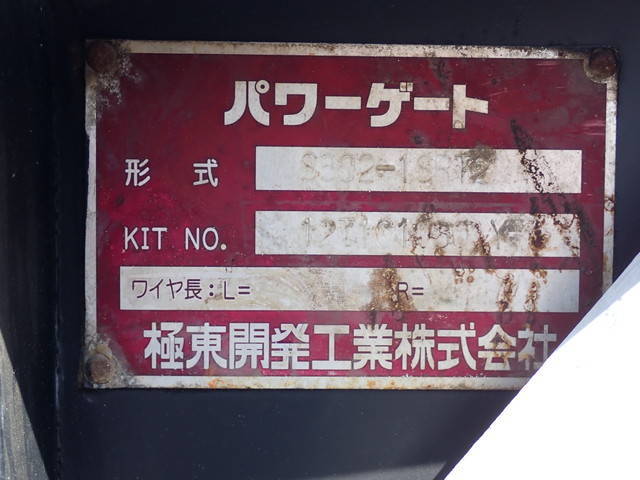 パワーゲート
形式
KIT NO.
ワイヤ長:L= R=
極東開発工業株式会社